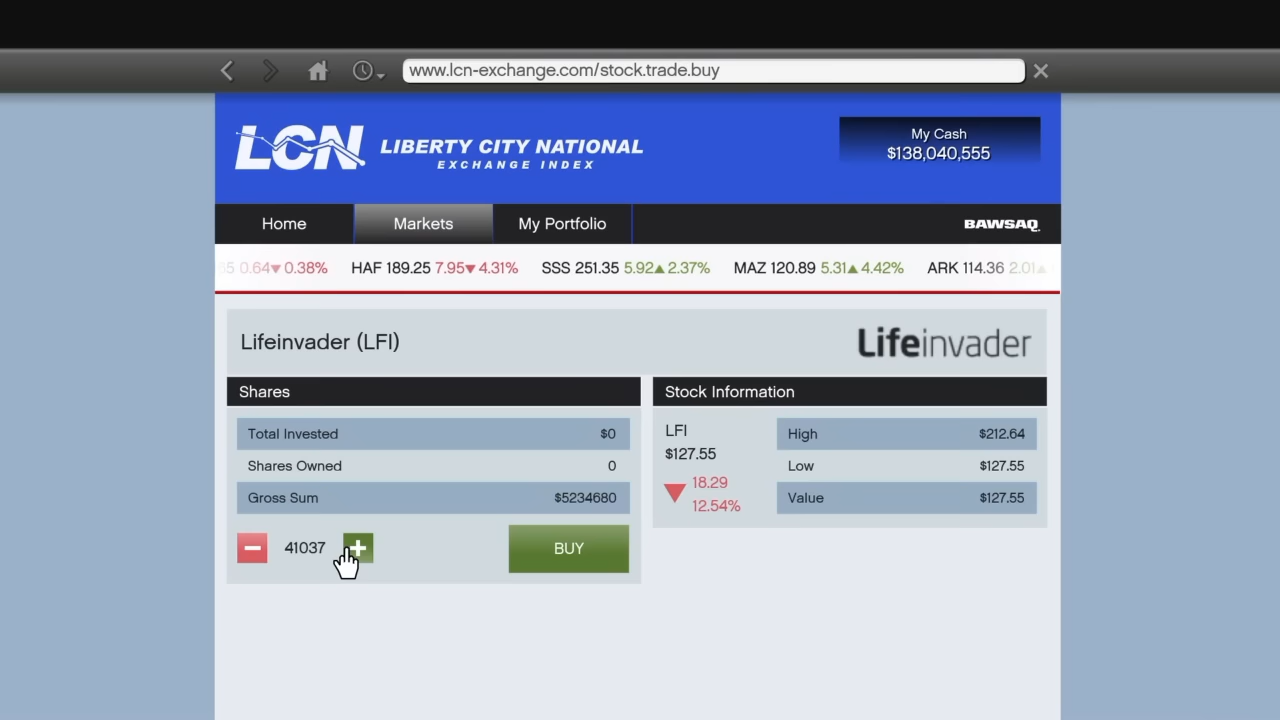 www.lcn-exchange.com/stock.trade.buy
LCN LIBERTY CITY NATIONAL
EXCHANGE INDEX
My Cash
$138,040,555
Home Markets My Portfolio BAWSAQ
0.64▼0.38% HAF 189.25 7.95▼4.31% SSS 251.35 5.92▲2.37% MAZ 120.89 5.31▲4.42% ARK 114.36 2.01▲
Lifeinvader (LFI) Lifeinvader
Shares
Total Invested $0
Shares Owned 0
Gross Sum $5234680
41037 BUY
Stock Information
LFI
$127.55
18.29
12.54%
High $212.64
Low $127.55
Value $127.55